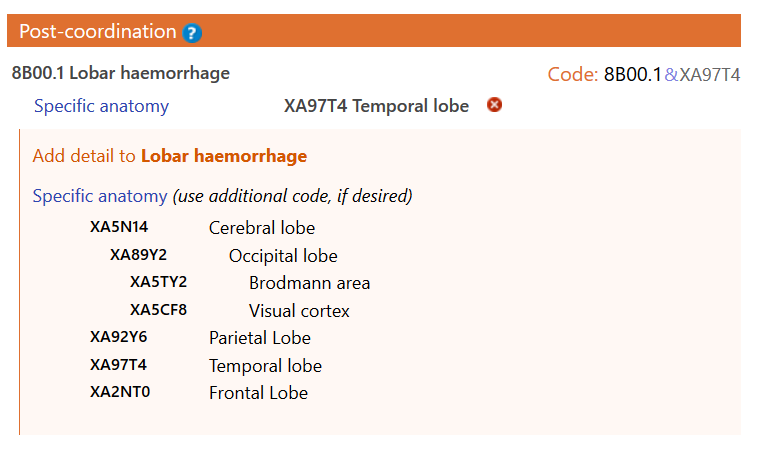 Post-coordination ?
8B00.1 Lobar haemorrhage Code: 8B00.1&XA97T4
Specific anatomy XA97T4 Temporal lobe
Add detail to Lobar haemorrhage
Specific anatomy (use additional code, if desired)
XA5N14 Cerebral lobe
XA89Y2 Occipital lobe
XA5TY2 Brodmann area
XA5CF8 Visual cortex
XA92Y6 Parietal Lobe
XA97T4 Temporal lobe
XA2NT0 Frontal Lobe